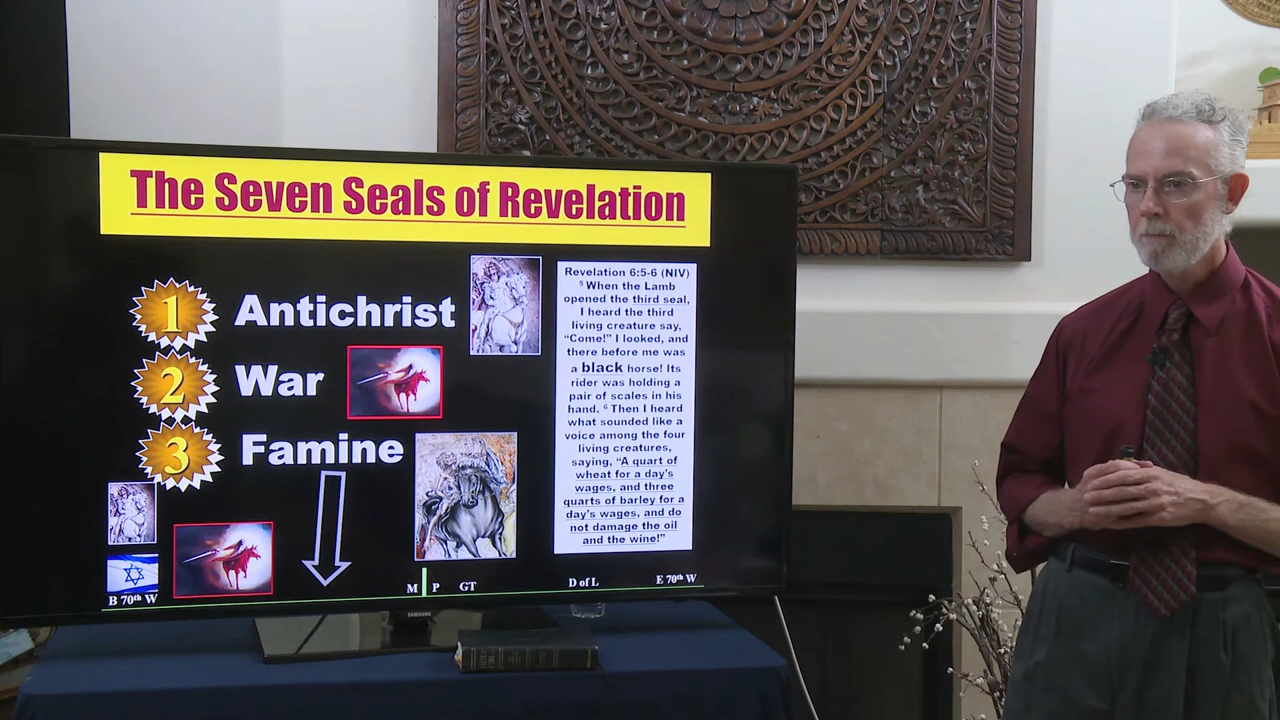 The Seven Seals of Revelation
1 Antichrist
2 War
3 Famine
Revelation 6:5-6 (NIV)
5 When the Lamb
opened the third seal,
I heard the third
living creature say,
“Come!” I looked, and
there before me was
a black horse! Its
rider was holding a
pair of scales in his
hand. 6 Then I heard
what sounded like a
voice among the four
living creatures,
saying, “A quart of
wheat for a day’s
wages, and three
quarts of barley for a
day’s wages, and do
not damage the oil
and the wine!”
B 70th W
M P GT
D of L
E 70th W
SAMSUNG
HOLY BIBLE